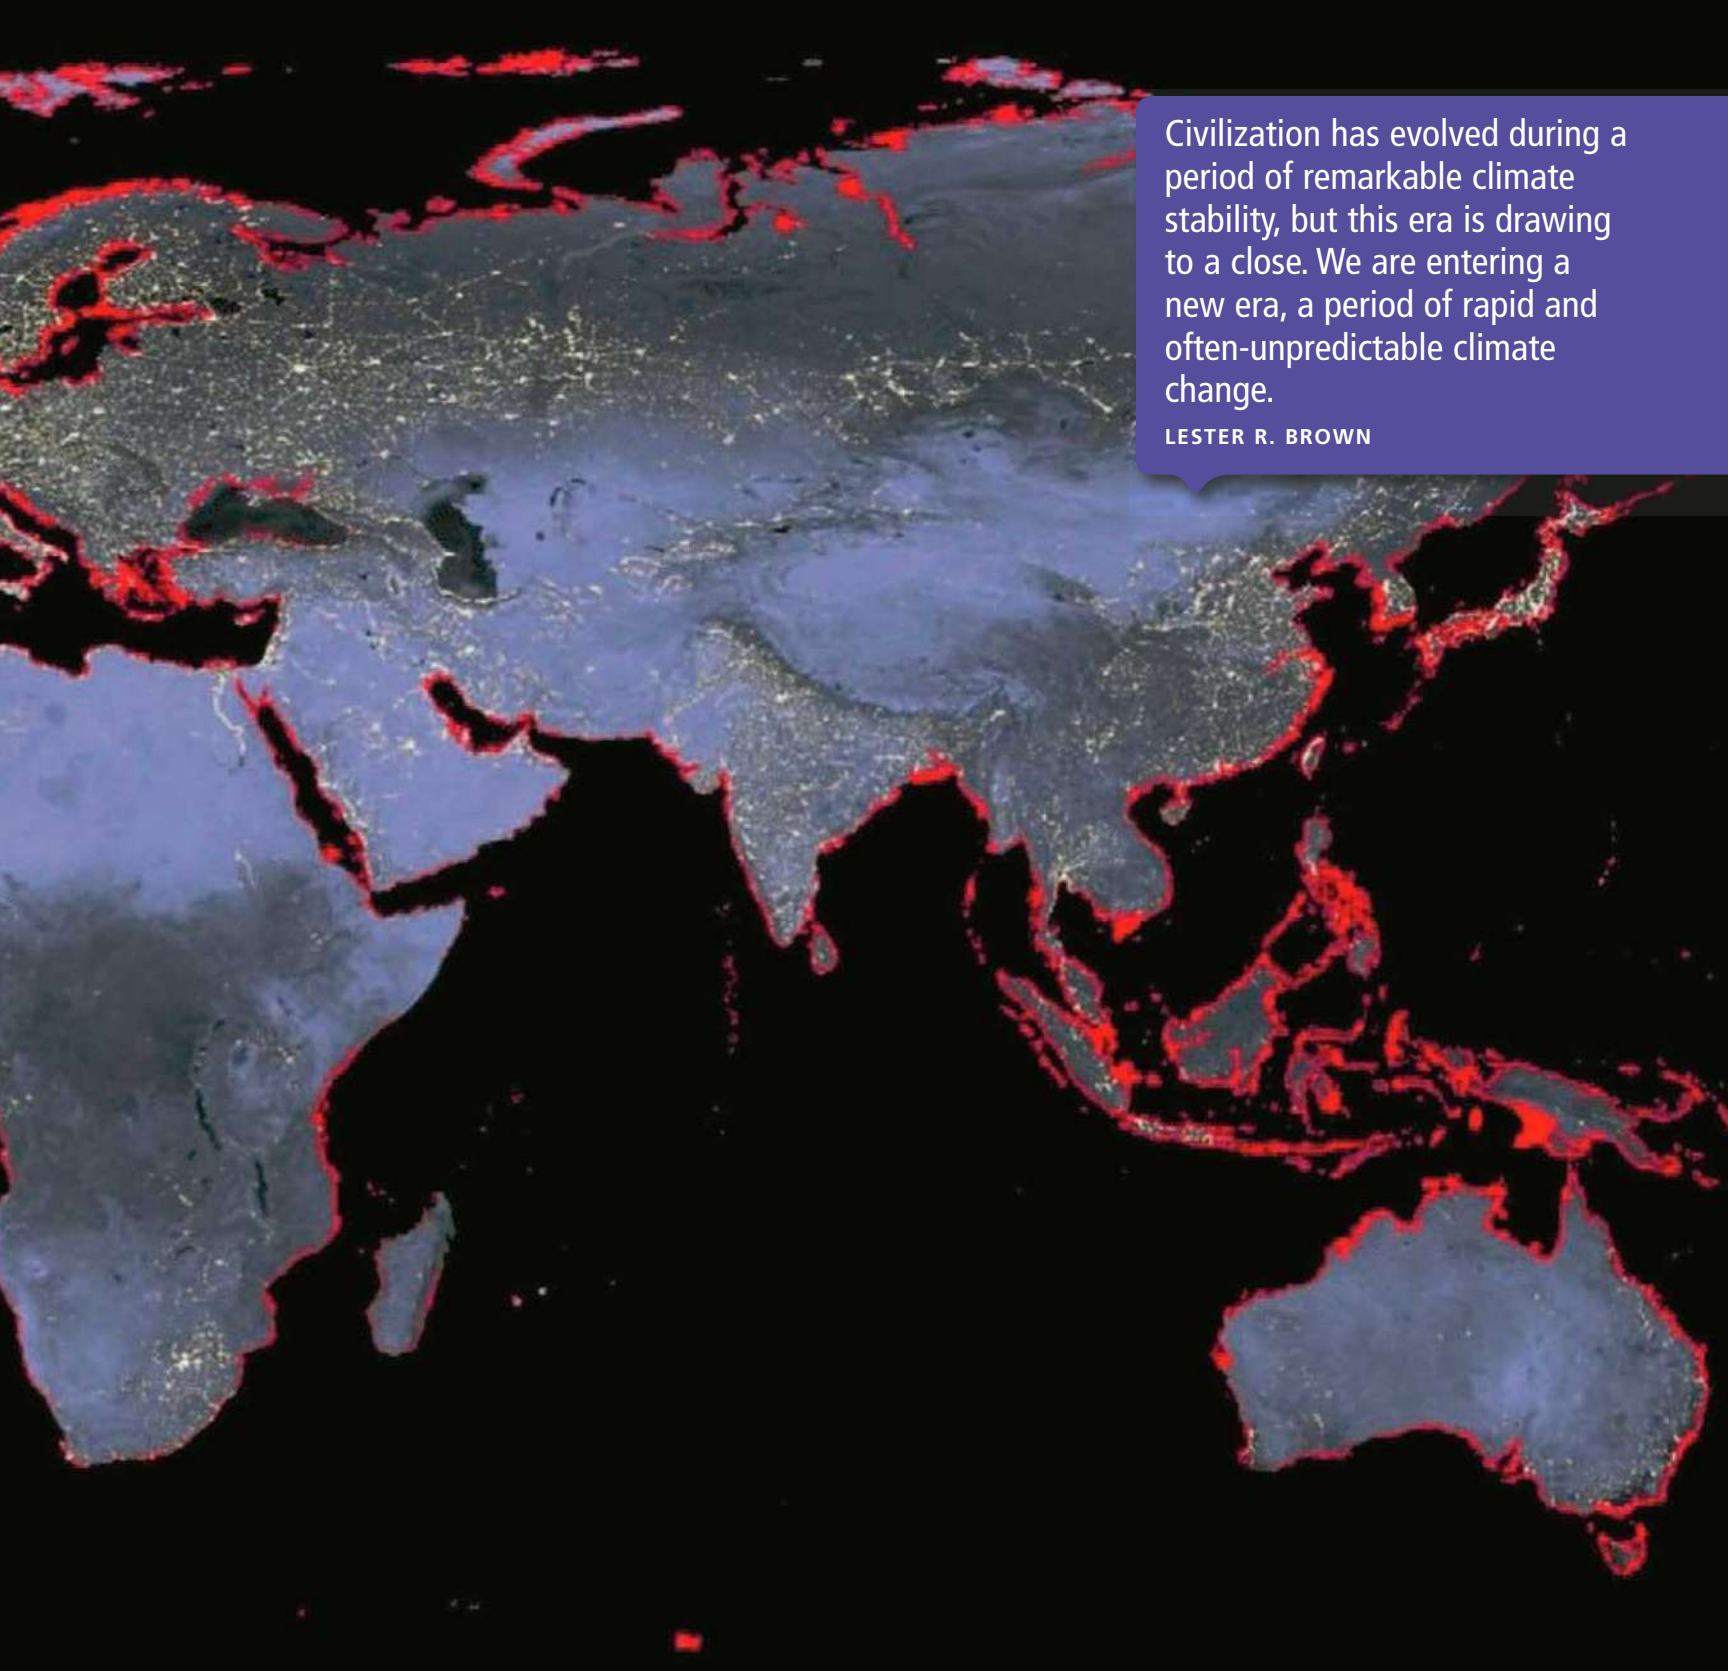 Civilization has evolved during a
period of remarkable climate
stability, but this era is drawing
to a close. We are entering a
new era, a period of rapid and
often-unpredictable climate
change.
LESTER R. BROWN